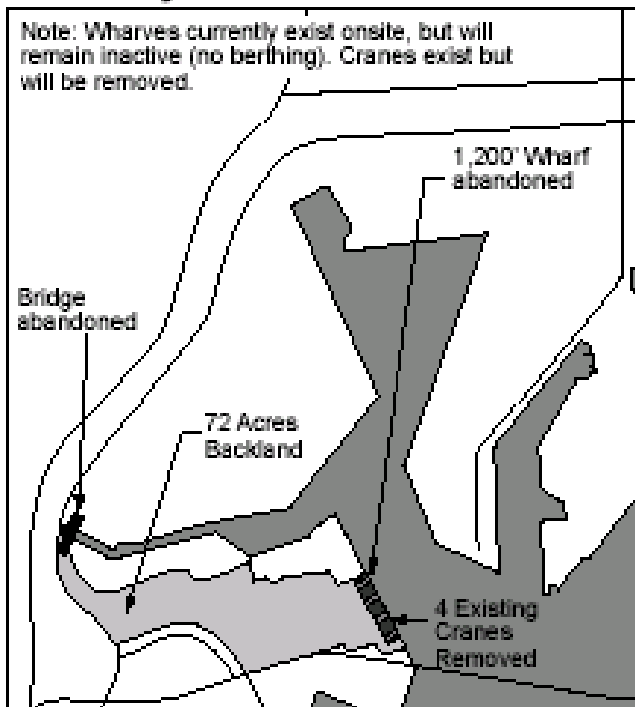 Note: Wharves currently exist onsite, but will
remain inactive (no berthing). Cranes exist but
will be removed.
1,200' Wharf
abandoned
Bridge
abandoned
72 Acres
Backland
4 Existing
Cranes
Removed